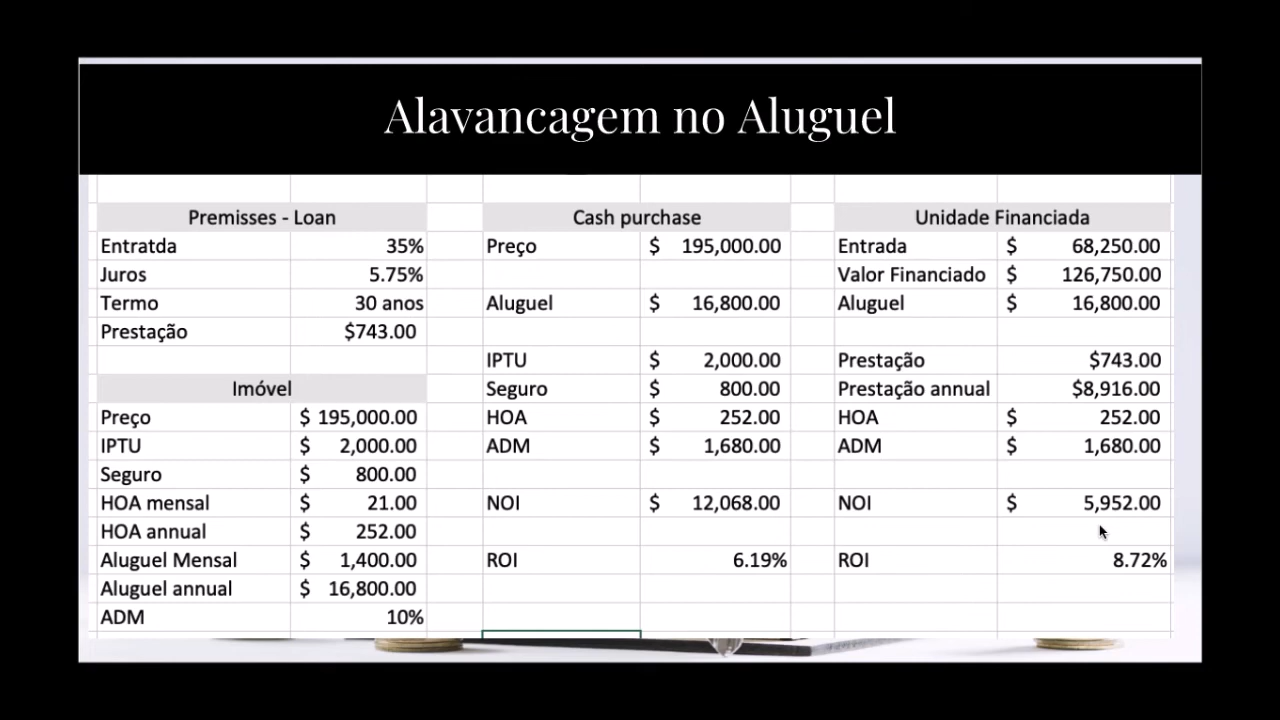 Alavancagem no Aluguel
Premisses - Loan
Entratda 35%
Juros 5.75%
Termo 30 anos
Prestação $743.00
Imóvel
Preço $ 195,000.00
IPTU $ 2,000.00
Seguro $ 800.00
HOA mensal $ 21.00
HOA annual $ 252.00
Aluguel Mensal $ 1,400.00
Aluguel annual $ 16,800.00
ADM 10%
Cash purchase
Preço $ 195,000.00
Aluguel $ 16,800.00
IPTU $ 2,000.00
Seguro $ 800.00
HOA $ 252.00
ADM $ 1,680.00
NOI $ 12,068.00
ROI 6.19%
Unidade Financiada
Entrada $ 68,250.00
Valor Financiado $ 126,750.00
Aluguel $ 16,800.00
Prestação $743.00
Prestação annual $8,916.00
HOA $ 252.00
ADM $ 1,680.00
NOI $ 5,952.00
ROI 8.72%